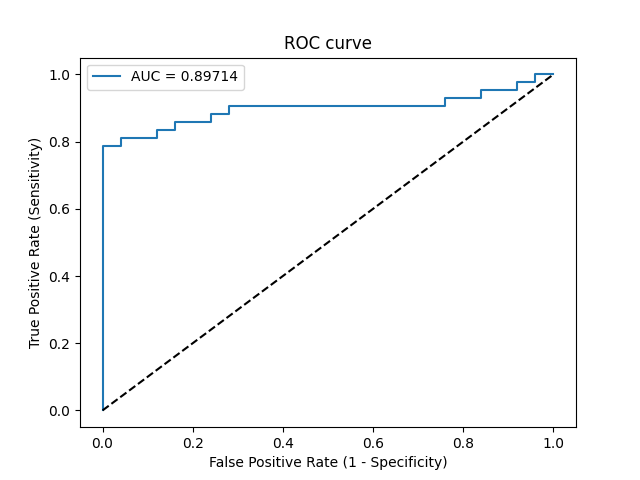 ROC curve
AUC = 0.89714
True Positive Rate (Sensitivity)
1.0
0.8
0.6
0.4
0.2
0.0
0.0 0.2 0.4 0.6 0.8 1.0
False Positive Rate (1 - Specificity)